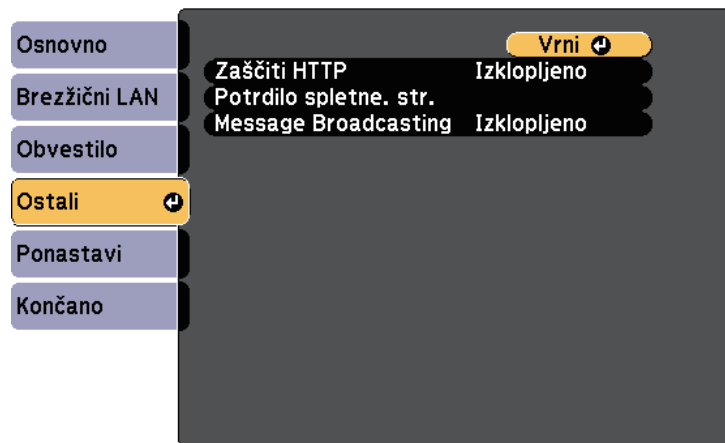 Osnovno
Brezžični LAN
Obvestilo
Ostali
Ponastavi
Končano
Vrni
Zaščiti HTTP Izklopljeno
Potrdilo spletne. str.
Message Broadcasting Izklopljeno